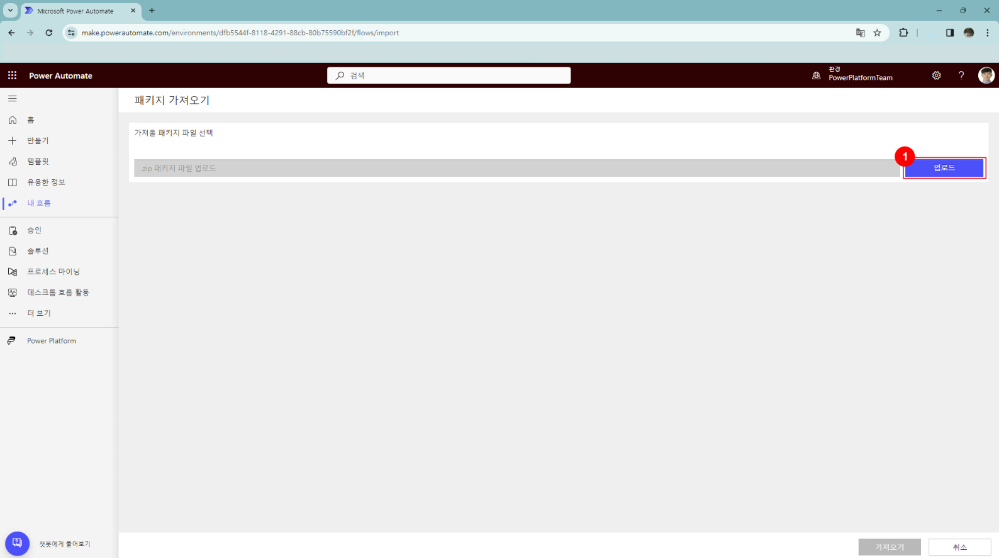 Microsoft Power Automate
make.powerautomate.com/environments/dfb5544f-8118-4291-88cb-80b75590bf2f/flows/import
Power Automate
검색
환경
PowerPlatformTeam
패키지 가져오기
홈
만들기
템플릿
유용한 정보
내 흐름
승인
솔루션
프로세스 마이닝
데스크톱 흐름 활동
더 보기
Power Platform
가져올 패키지 파일 선택
.zip 패키지 파일 업로드
1
업로드
챗봇에게 물어보기
가져오기
취소